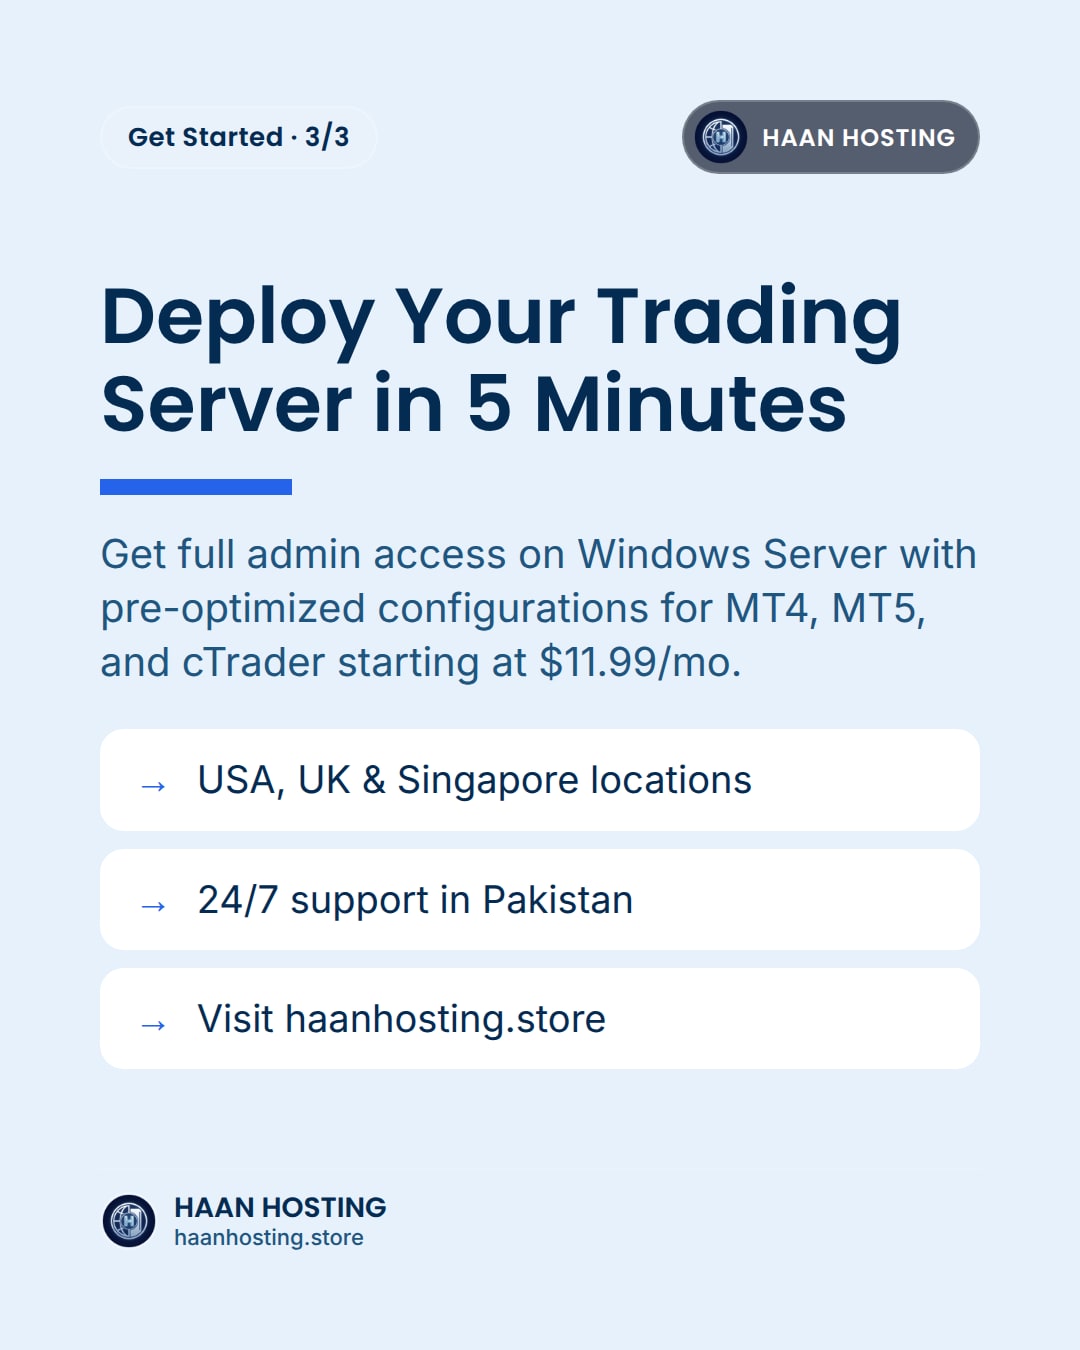 Get Started · 3/3
HAAN HOSTING
Deploy Your Trading
Server in 5 Minutes
Get full admin access on Windows Server with
pre-optimized configurations for MT4, MT5,
and cTrader starting at $11.99/mo.
→ USA, UK & Singapore locations
→ 24/7 support in Pakistan
→ Visit haanhosting.store
HAAN HOSTING
haanhosting.store